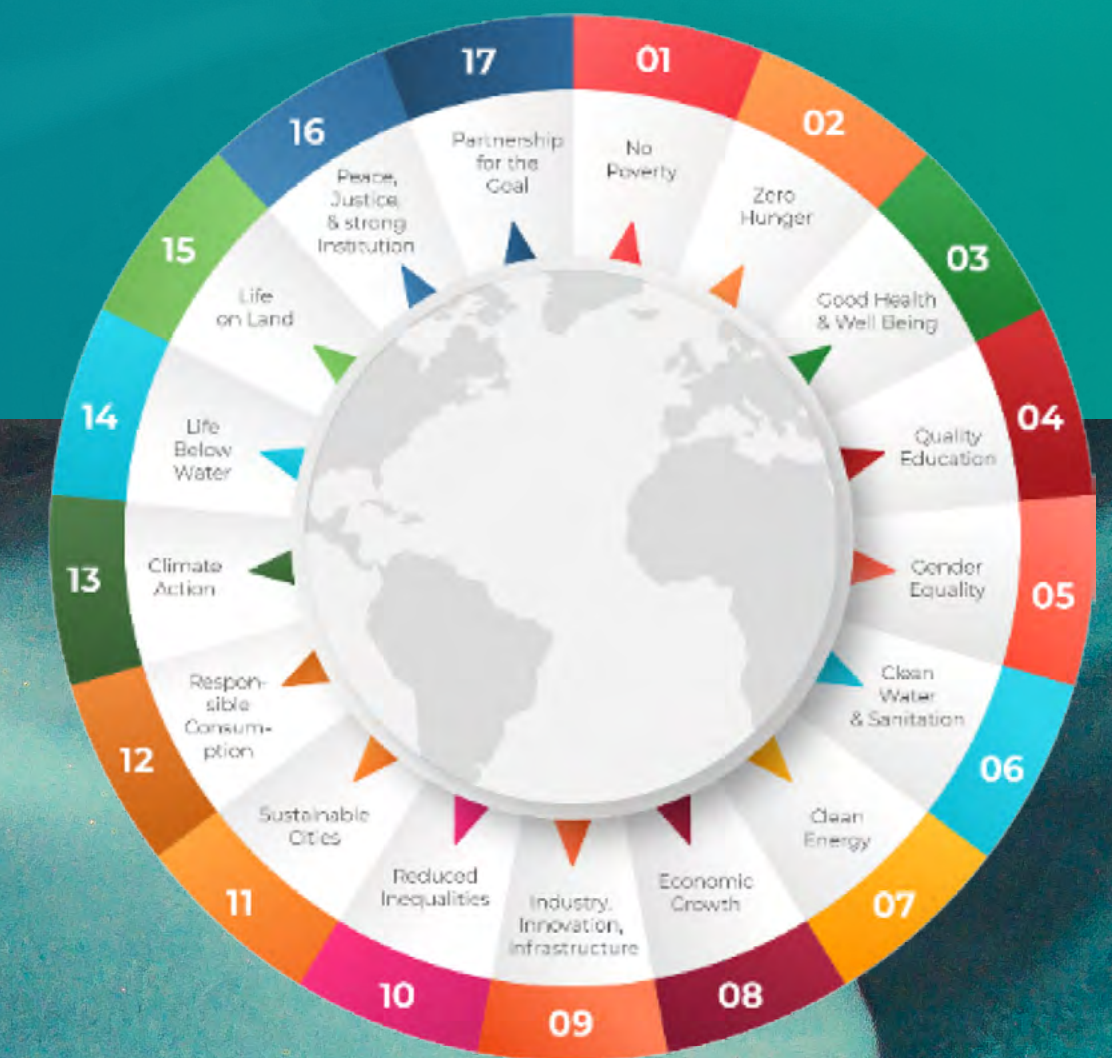 01
No
Poverty
02
Zero
Hunger
03
Good Health
& Well Being
04
Quality
Education
05
Gender
Equality
06
Clean
Water
& Sanitation
07
Clean
Energy
08
Economic
Growth
09
Industry,
Innovation,
Infrastructure
10
Reduced
Inequalities
11
Sustainable
Cities
12
Respon-
sible
Consum-
ption
13
Climate
Action
14
Life
Below
Water
15
Life
on Land
16
Peace,
Justice,
& strong
Institution
17
Partnership
for the
Goal